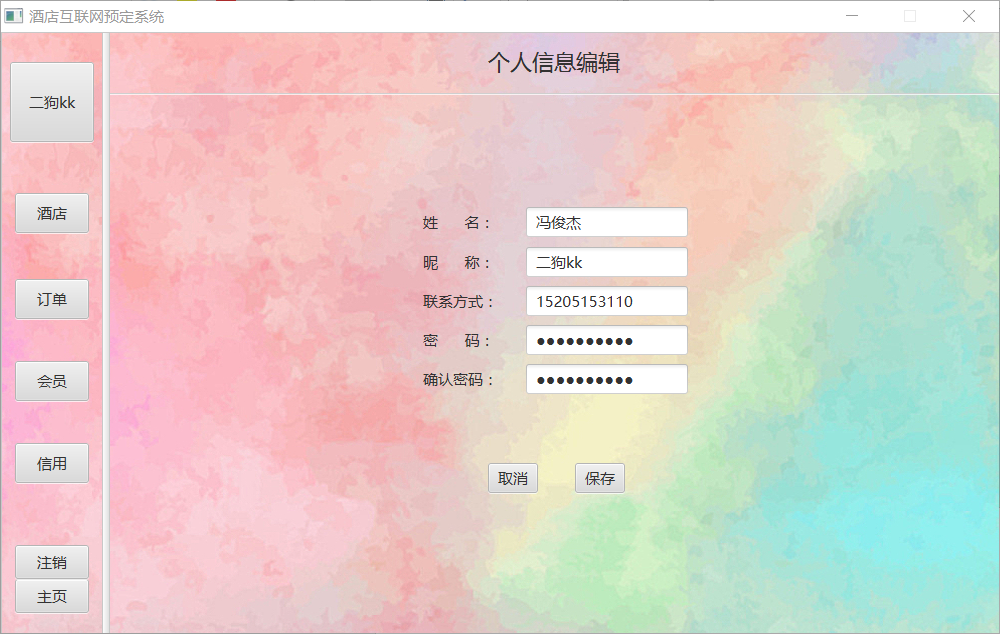 酒店互联网预定系统
个人信息编辑
二狗kk
酒店
订单
会员
信用
注销
主页
姓 名： 冯俊杰
昵 称： 二狗kk
联系方式： 15205153110
密 码： ●●●●●●●●●●
确认密码： ●●●●●●●●●●
取消 保存